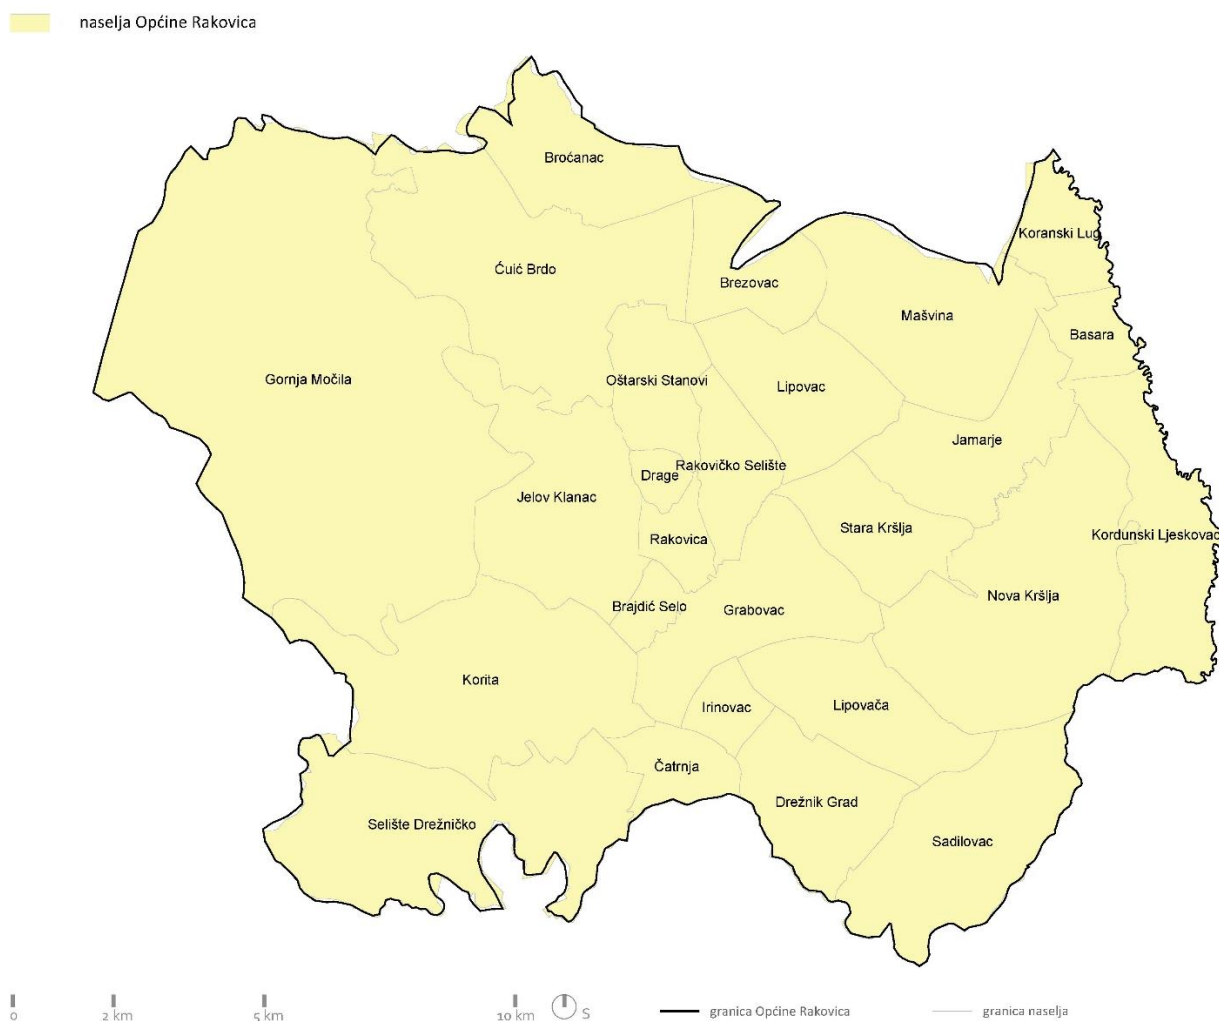 naselja Općine Rakovica
Broćanac
Koranski Lug
Ćuić Brdo
Brezovac
Mašvina
Basara
Gornja Močila
Oštarski Stanovi
Lipovac
Jamarje
Drage
Rakovičko Selište
Jelov Klanac
Stara Kršlja
Rakovica
Kordunski Ljeskovac
Nova Kršlja
Brajdić Selo
Grabovac
Korita
Irinovac
Lipovača
Čatrnja
Drežnik Grad
Selište Drežničko
Sadilovac
0 2 km 5 km 10 km S granica Općine Rakovica granica naselja